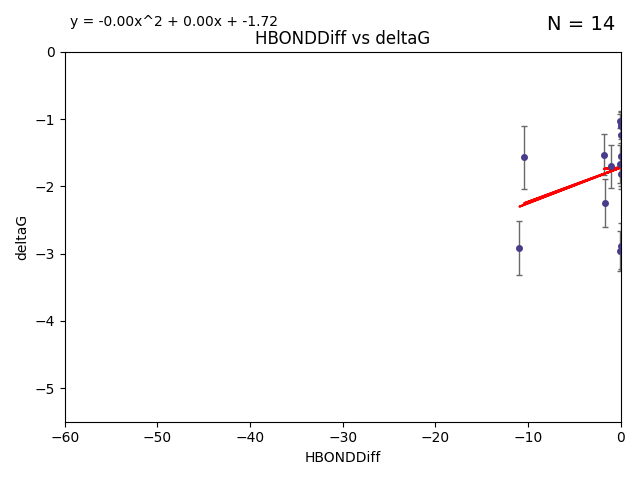 y = -0.00x^2 + 0.00x + -1.72
N = 14
HBONDDiff vs deltaG
deltaG
0
−1
−2
−3
−4
−5
−60
−50
−40
−30
−20
−10
0
HBONDDiff